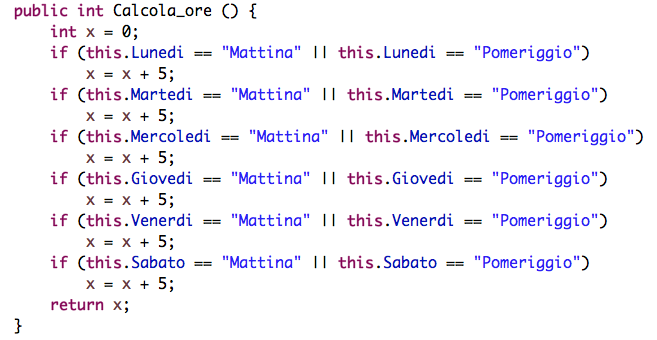 public int Calcola_ore () {
    int x = 0;
    if (this.Lunedi == "Mattina" || this.Lunedi == "Pomeriggio")
        x = x + 5;
    if (this.Martedi == "Mattina" || this.Martedi == "Pomeriggio")
        x = x + 5;
    if (this.Mercoledi == "Mattina" || this.Mercoledi == "Pomeriggio")
        x = x + 5;
    if (this.Giovedi == "Mattina" || this.Giovedi == "Pomeriggio")
        x = x + 5;
    if (this.Venerdi == "Mattina" || this.Venerdi == "Pomeriggio")
        x = x + 5;
    if (this.Sabato == "Mattina" || this.Sabato == "Pomeriggio")
        x = x + 5;
    return x;
}